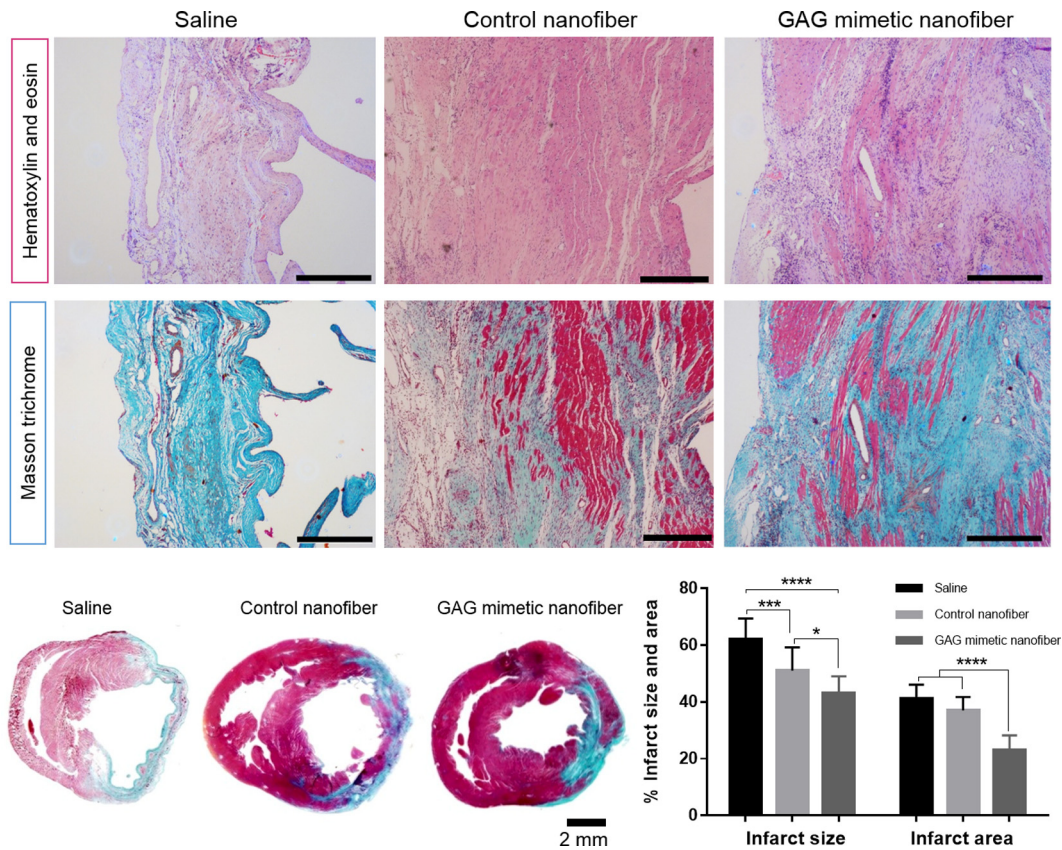 Saline
Control nanofiber
GAG mimetic nanofiber
Hematoxylin and eosin
Masson trichrome
Saline
Control nanofiber
GAG mimetic nanofiber
2 mm
% Infarct size and area
80
60
40
20
0
****
***
*
****
Saline
Control nanofiber
GAG mimetic nanofiber
Infarct size
Infarct area